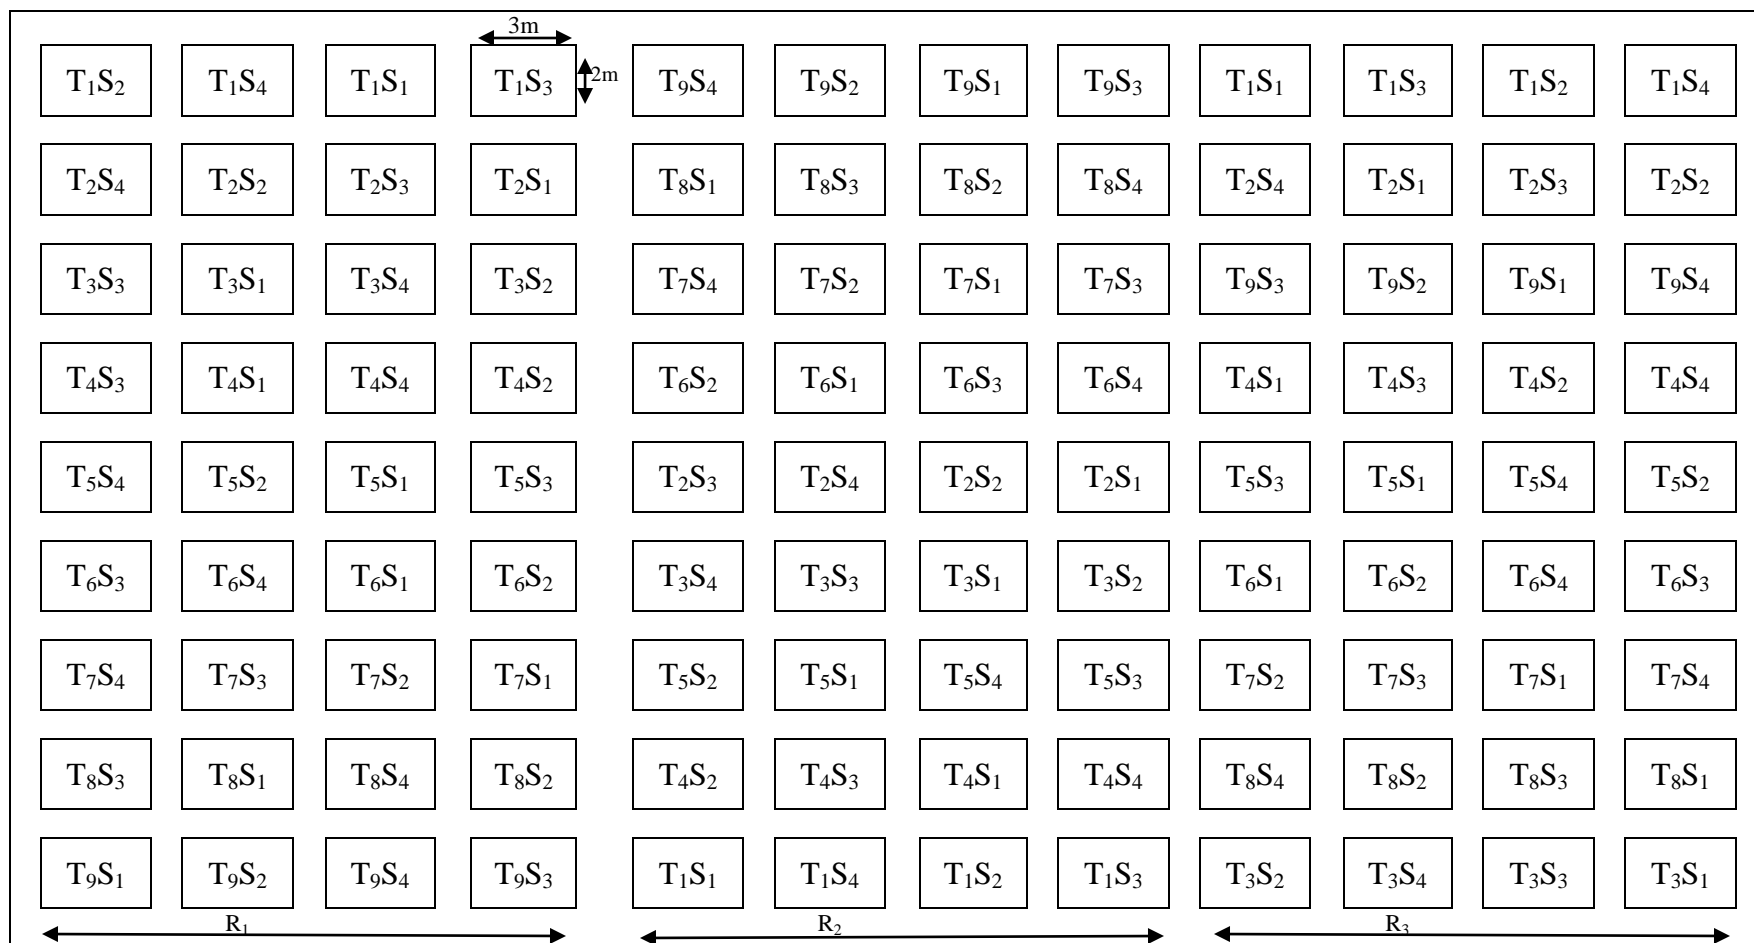 3m
T₁S₂ T₁S₄ T₁S₁ T₁S₃ 2m T₉S₄ T₉S₂ T₉S₁ T₉S₃ T₁S₁ T₁S₃ T₁S₂ T₁S₄
T₂S₄ T₂S₂ T₂S₃ T₂S₁ T₈S₁ T₈S₃ T₈S₂ T₈S₄ T₂S₄ T₂S₁ T₂S₃ T₂S₂
T₃S₃ T₃S₁ T₃S₄ T₃S₂ T₇S₄ T₇S₂ T₇S₁ T₇S₃ T₉S₃ T₉S₂ T₉S₁ T₉S₄
T₄S₃ T₄S₁ T₄S₄ T₄S₂ T₆S₂ T₆S₁ T₆S₃ T₆S₄ T₄S₁ T₄S₃ T₄S₂ T₄S₄
T₅S₄ T₅S₂ T₅S₁ T₅S₃ T₂S₃ T₂S₄ T₂S₂ T₂S₁ T₅S₃ T₅S₁ T₅S₄ T₅S₂
T₆S₃ T₆S₄ T₆S₁ T₆S₂ T₃S₄ T₃S₃ T₃S₁ T₃S₂ T₆S₁ T₆S₂ T₆S₄ T₆S₃
T₇S₄ T₇S₃ T₇S₂ T₇S₁ T₅S₂ T₅S₁ T₅S₄ T₅S₃ T₇S₂ T₇S₃ T₇S₁ T₇S₄
T₈S₃ T₈S₁ T₈S₄ T₈S₂ T₄S₂ T₄S₃ T₄S₁ T₄S₄ T₈S₄ T₈S₂ T₈S₃ T₈S₁
T₉S₁ T₉S₂ T₉S₄ T₉S₃ T₁S₁ T₁S₄ T₁S₂ T₁S₃ T₃S₂ T₃S₄ T₃S₃ T₃S₁
R₁ R₂ R₃